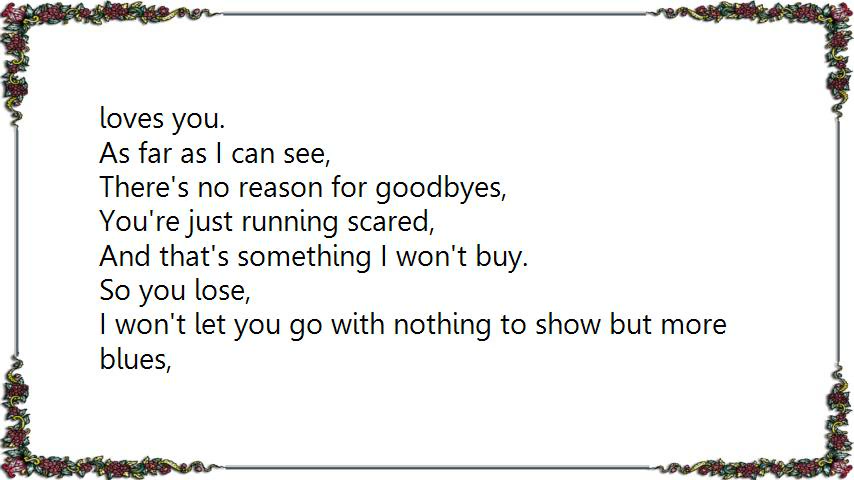 loves you.
As far as I can see,
There's no reason for goodbyes,
You're just running scared,
And that's something I won't buy.
So you lose,
I won't let you go with nothing to show but more
blues,